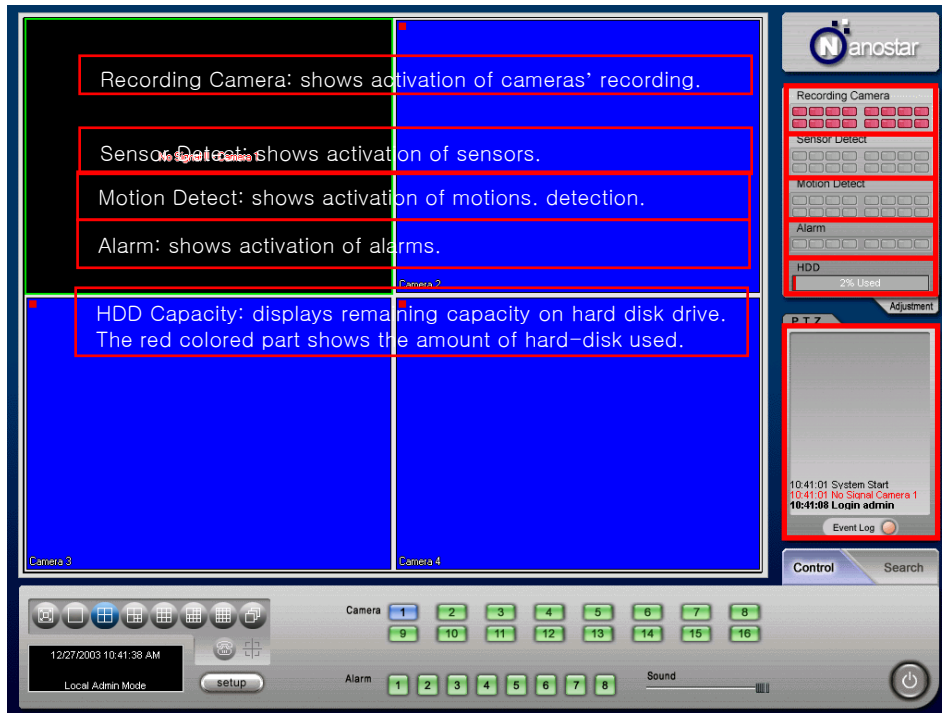 Nanostar
Recording Camera: shows activation of cameras’ recording.
Sensor Detect: shows activation of sensors.
No Signal Camera 1
Motion Detect: shows activation of motions. detection.
Alarm: shows activation of alarms.
Camera 2
HDD Capacity: displays remaining capacity on hard disk drive.
The red colored part shows the amount of hard-disk used.
Camera 3
Camera 4
Recording Camera
Sensor Detect
Motion Detect
Alarm
HDD
2% Used
Adjustment
P T Z
10:41:01 System Start
10:41:01 No Signal Camera 1
10:41:08 Login admin
Event Log
Control
Search
12/27/2003 10:41:38 AM
Local Admin Mode
setup
Camera 1 2 3 4 5 6 7 8
9 10 11 12 13 14 15 16
Alarm 1 2 3 4 5 6 7 8
Sound